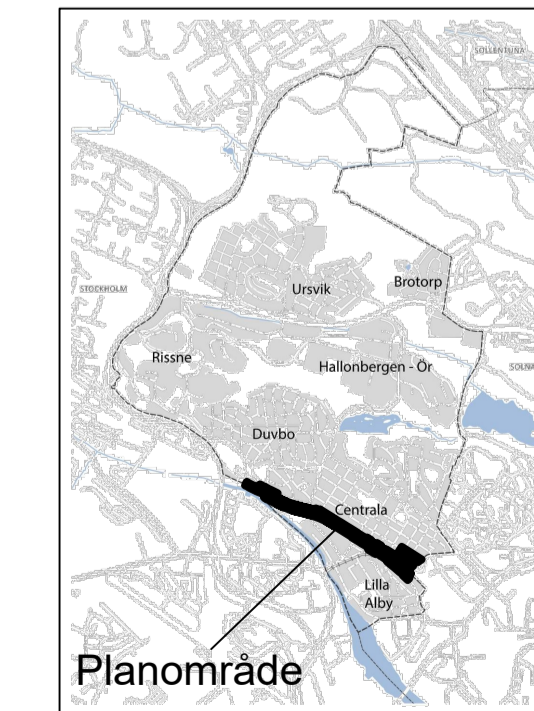 SOLLENTUNA
Ursvik
Brotorp
STOCKHOLM
Rissne
Hallonbergen - Ör
SOLNA
Duvbo
Centrala
Lilla
Alby
Planområde